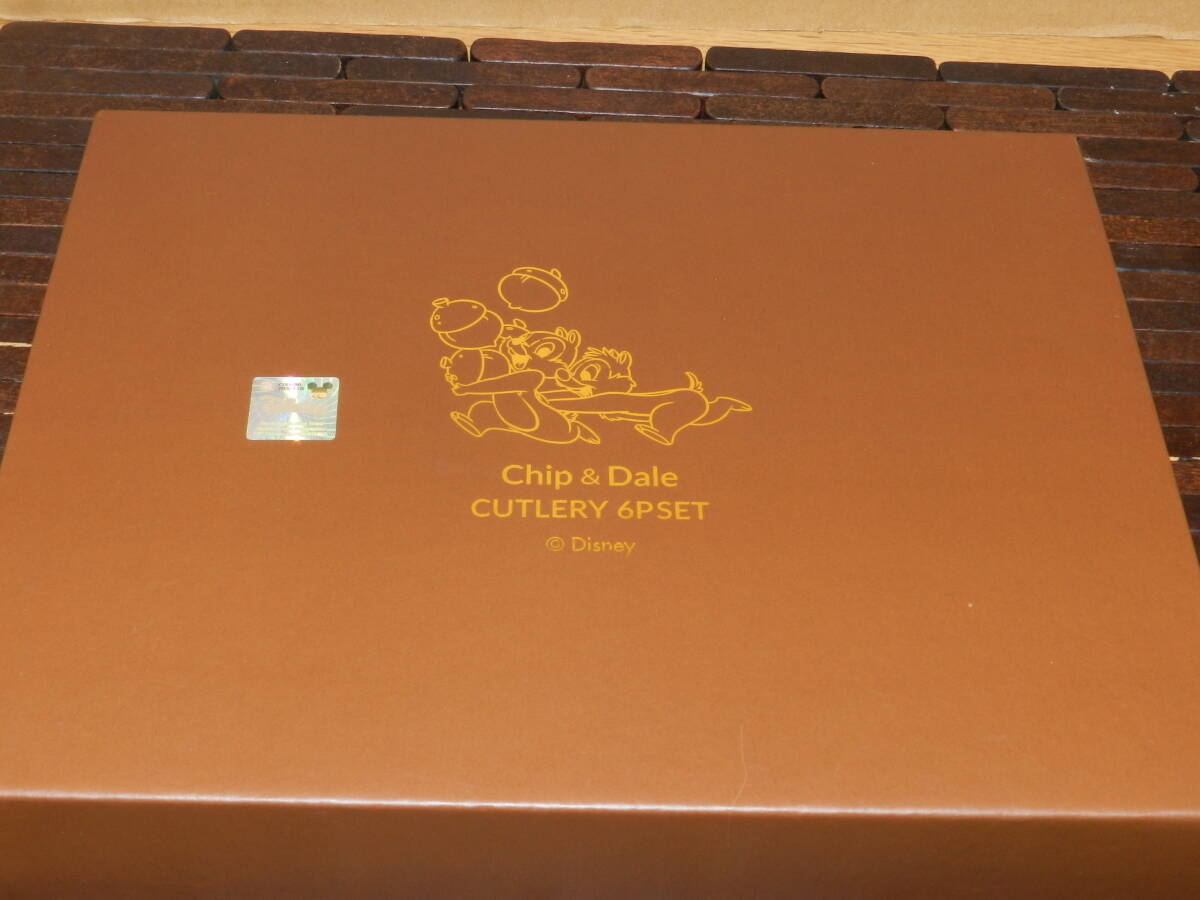 Chip & Dale
CUTLERY 6PSET
© Disney